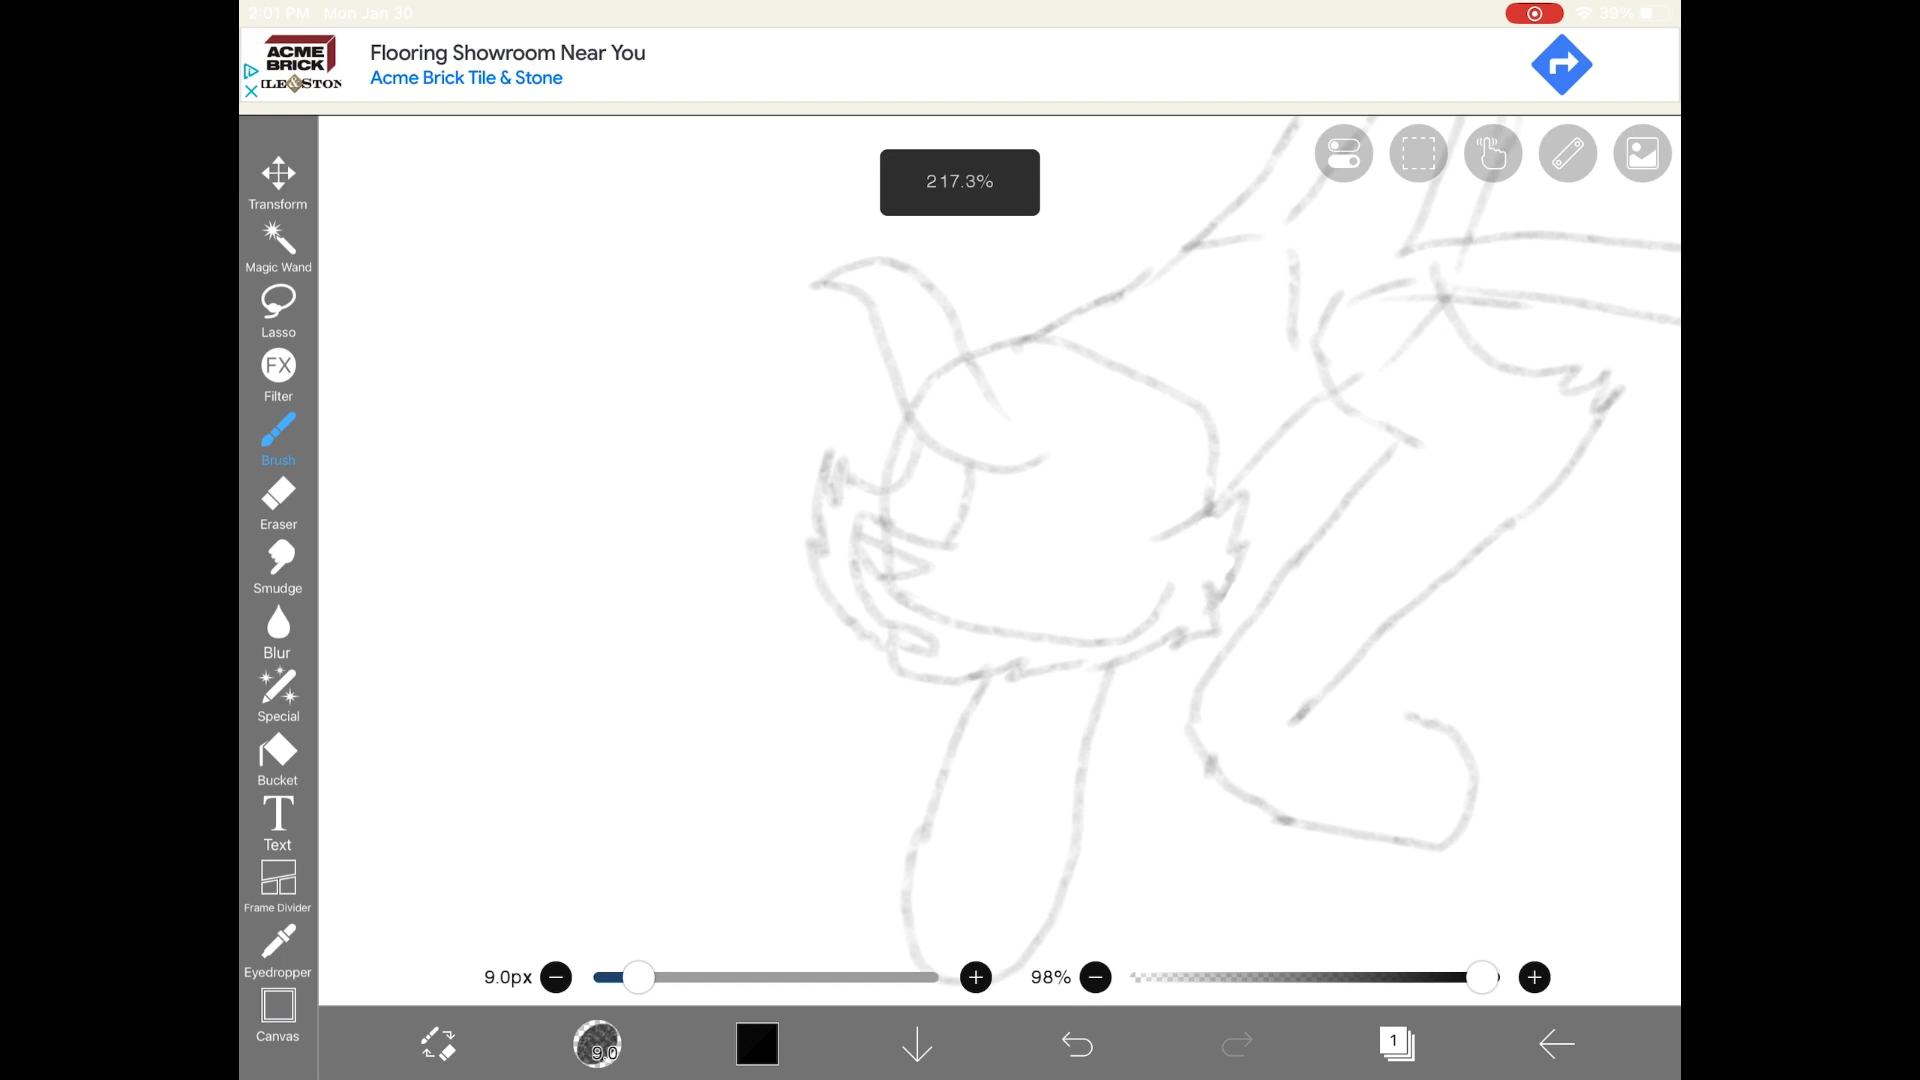 2:01 PM Mon Jan 30
39%
ACME
BRICK
TILE & STON
Flooring Showroom Near You
Acme Brick Tile & Stone
217.3%
Transform
Magic Wand
Lasso
FX
Filter
Brush
Eraser
Smudge
Blur
Special
Bucket
T
Text
Frame Divider
Eyedropper
Canvas
9.0px
98%
9.0
1